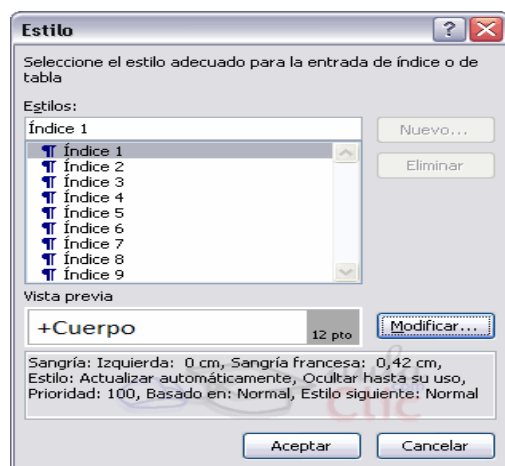 Estilo
Seleccione el estilo adecuado para la entrada de índice o de
tabla
Estilos:
Índice 1
Nuevo...
Índice 1
Índice 2
Eliminar
Índice 3
Índice 4
Índice 5
Índice 6
Índice 7
Índice 8
Índice 9
Vista previa
+Cuerpo
12 pto
Modificar...
Sangría: Izquierda: 0 cm, Sangría francesa: 0,42 cm,
Estilo: Actualizar automáticamente, Ocultar hasta su uso,
Prioridad: 100, Basado en: Normal, Estilo siguiente: Normal
Aceptar
Cancelar